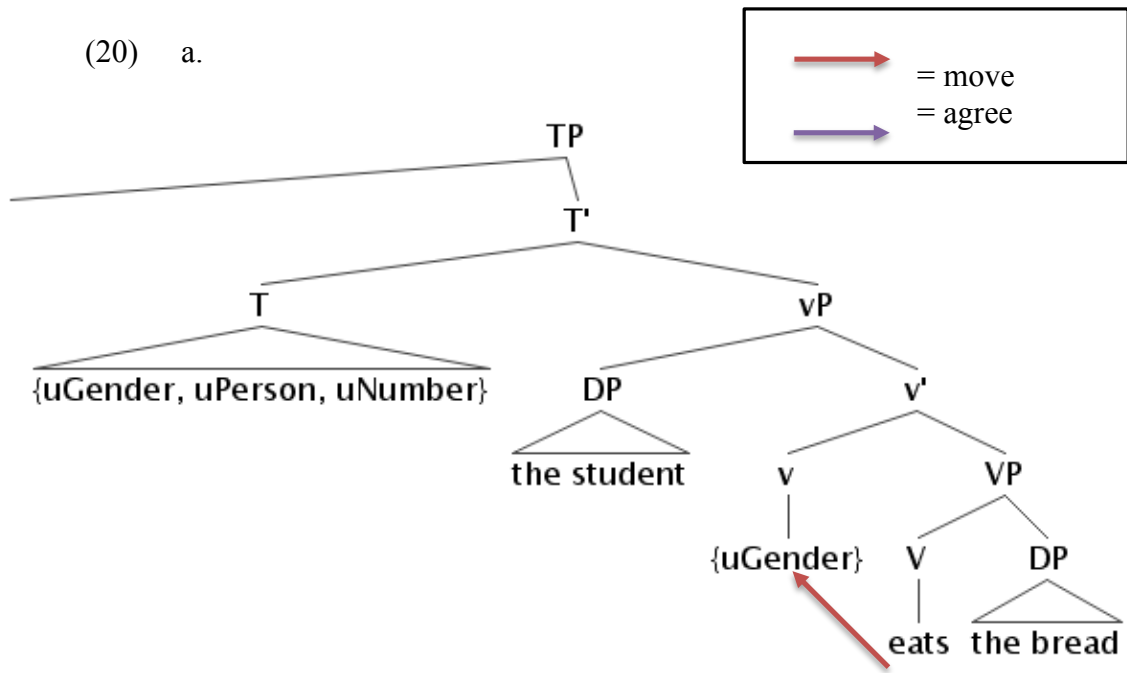 (20) a.
= move
= agree
TP
T'
T vP
{uGender, uPerson, uNumber} DP v'
the student v VP
{uGender} V DP
eats the bread